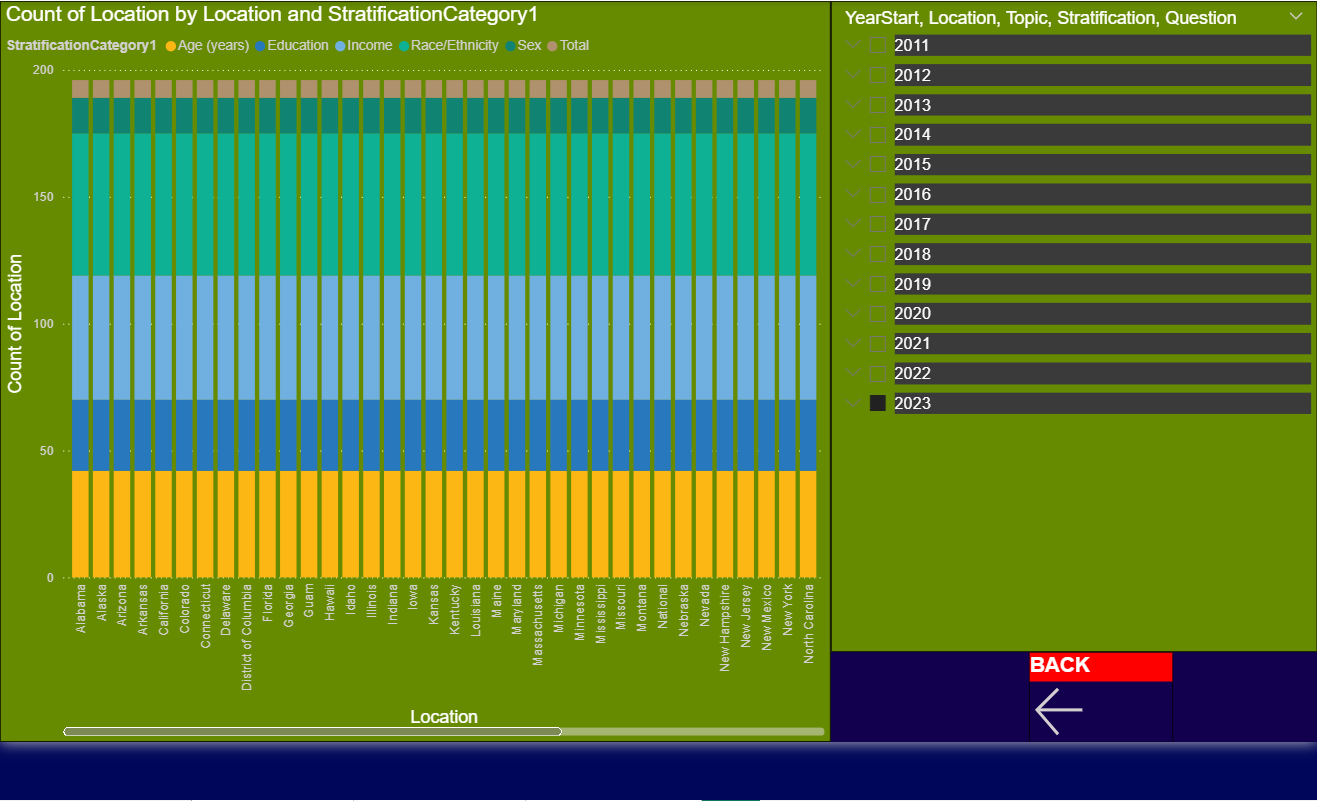 Count of Location by Location and StratificationCategory1
StratificationCategory1 Age (years) Education Income Race/Ethnicity Sex Total
200
150
100
50
0
Count of Location
Alabama
Alaska
Arizona
Arkansas
California
Colorado
Connecticut
Delaware
District of Columbia
Florida
Georgia
Guam
Hawaii
Idaho
Illinois
Indiana
Iowa
Kansas
Kentucky
Louisiana
Maine
Maryland
Massachusetts
Michigan
Minnesota
Mississippi
Missouri
Montana
National
Nebraska
Nevada
New Hampshire
New Jersey
New Mexico
New York
North Carolina
Location
YearStart, Location, Topic, Stratification, Question
2011
2012
2013
2014
2015
2016
2017
2018
2019
2020
2021
2022
2023
BACK